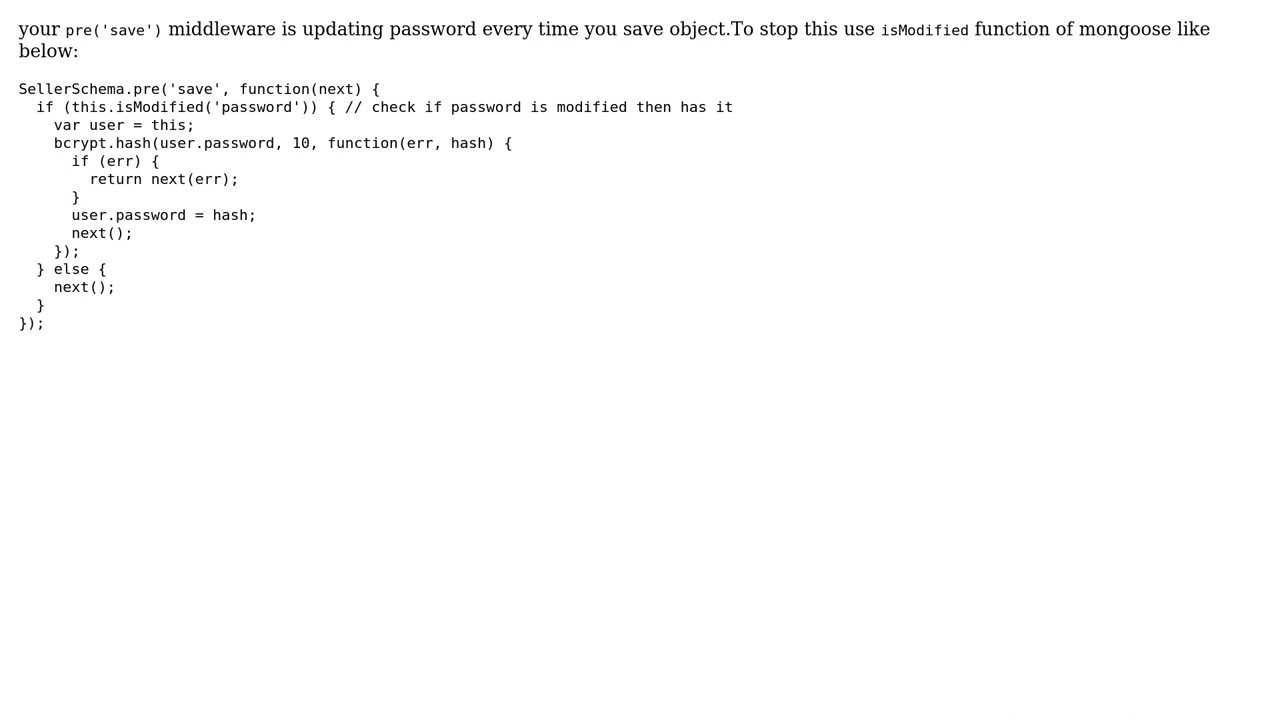 your pre('save') middleware is updating password every time you save object.To stop this use isModified function of mongoose like
below:
SellerSchema.pre('save', function(next) {
  if (this.isModified('password')) { // check if password is modified then has it
    var user = this;
    bcrypt.hash(user.password, 10, function(err, hash) {
      if (err) {
        return next(err);
      }
      user.password = hash;
      next();
    });
  } else {
    next();
  }
});